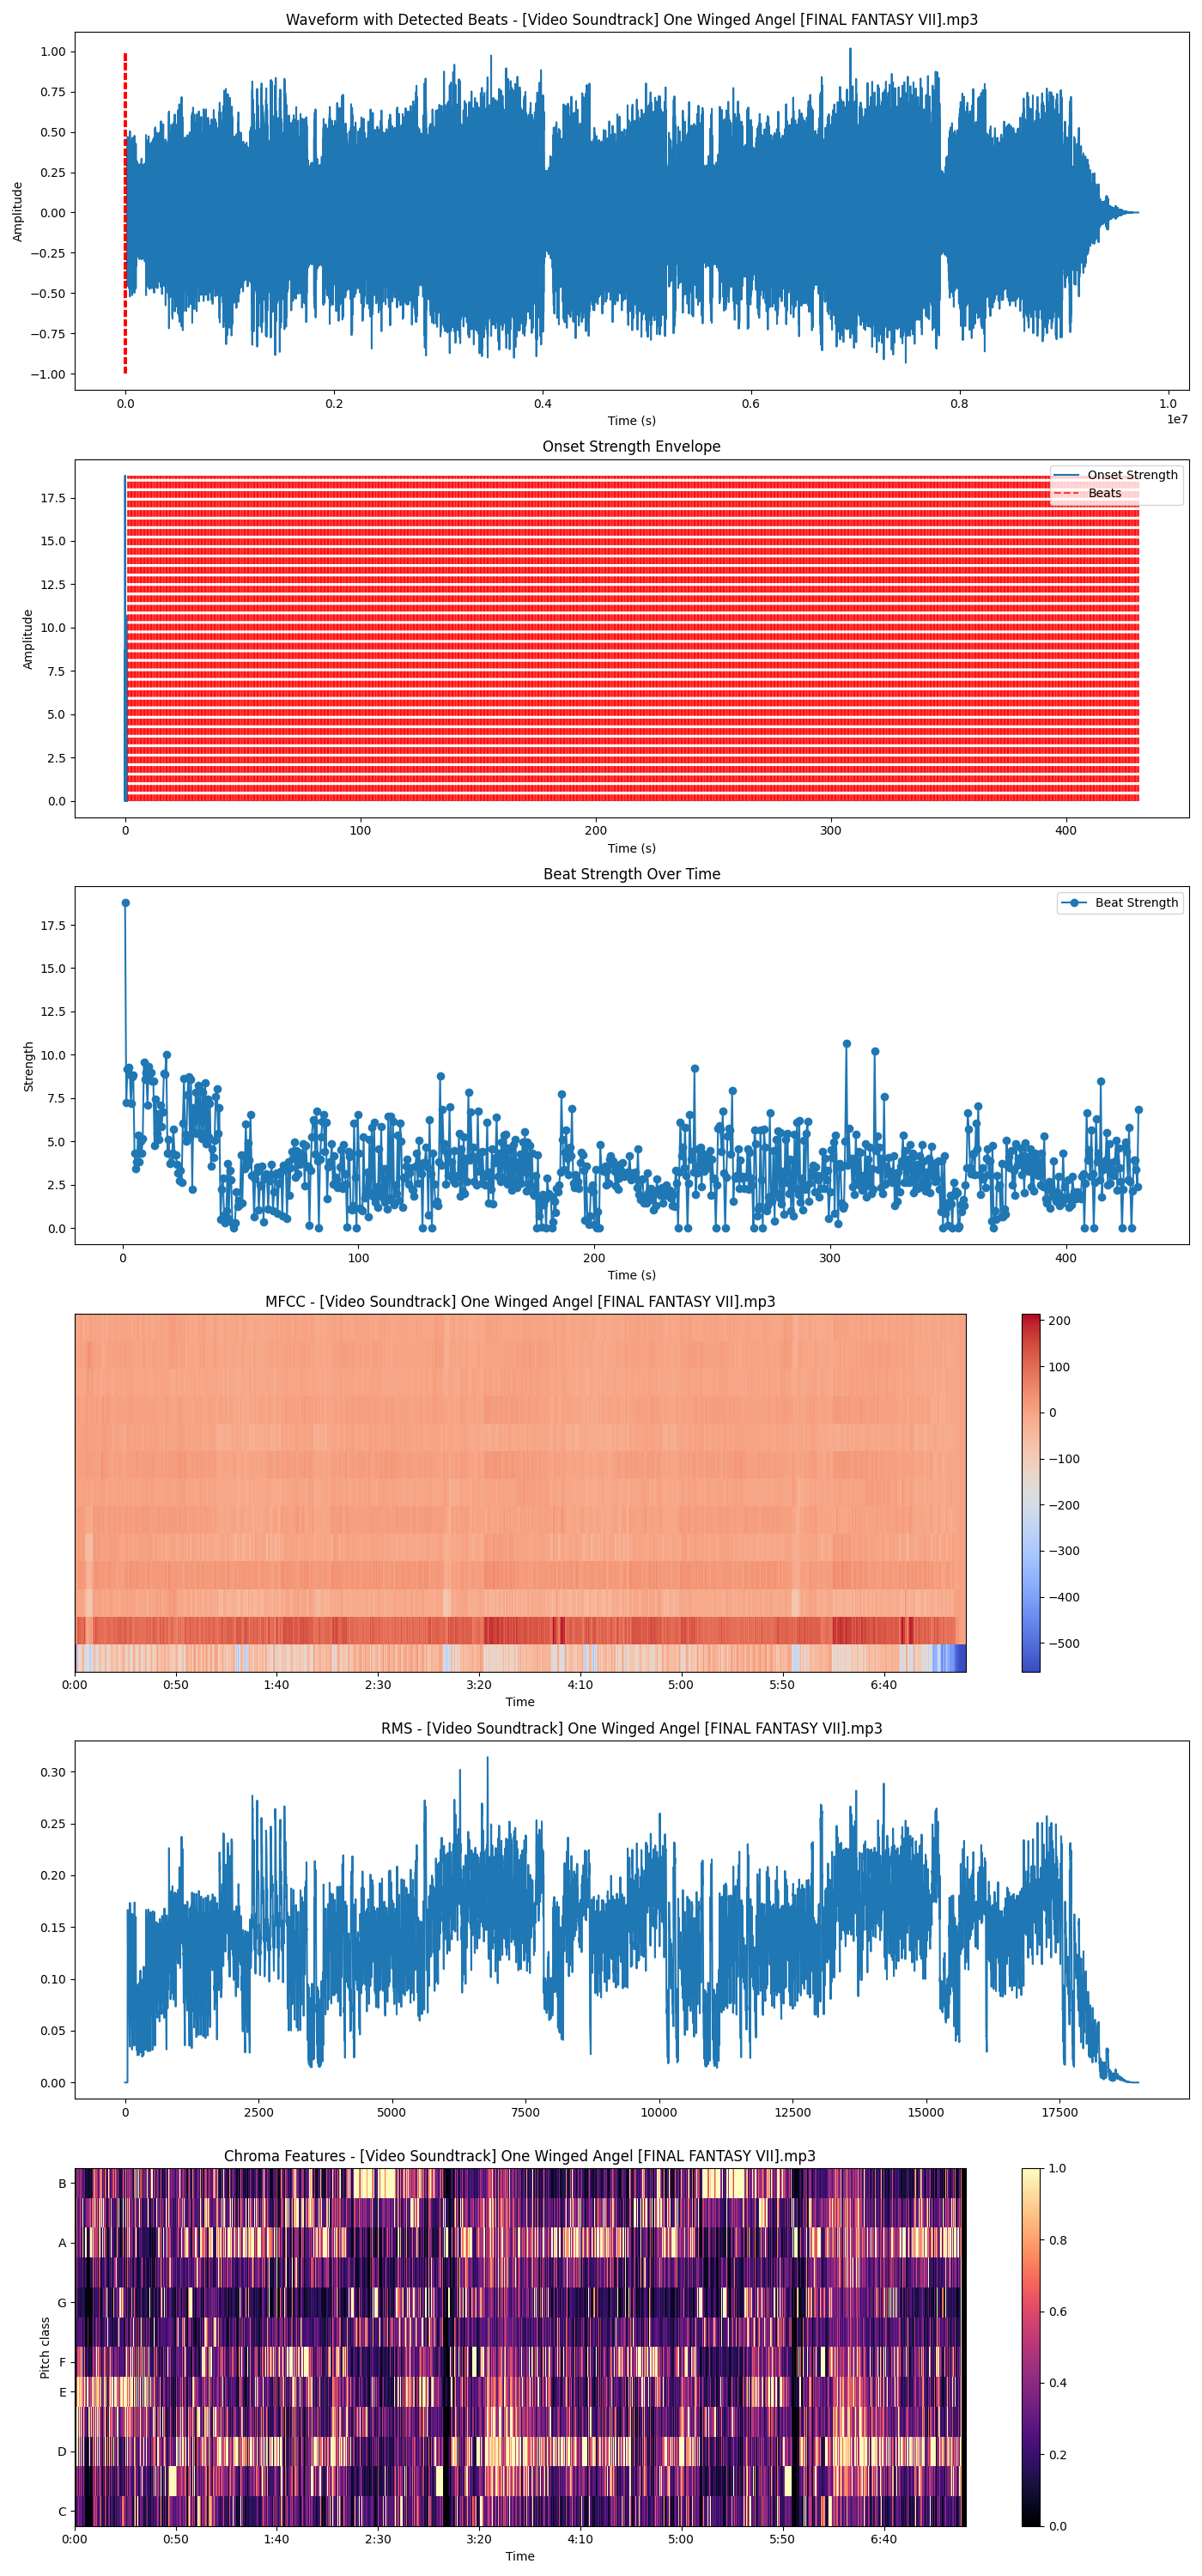 Waveform with Detected Beats - [Video Soundtrack] One Winged Angel [FINAL FANTASY VII].mp3
1.00
0.75
0.50
0.25
0.00
−0.25
−0.50
−0.75
−1.00
Amplitude
0.0 0.2 0.4 0.6 0.8 1.0
1e7
Time (s)
Onset Strength Envelope
Onset Strength
Beats
17.5
15.0
12.5
10.0
7.5
5.0
2.5
0.0
Amplitude
0 100 200 300 400
Time (s)
Beat Strength Over Time
Beat Strength
17.5
15.0
12.5
10.0
7.5
5.0
2.5
0.0
Strength
0 100 200 300 400
Time (s)
MFCC - [Video Soundtrack] One Winged Angel [FINAL FANTASY VII].mp3
200
100
0
−100
−200
−300
−400
−500
0:00 0:50 1:40 2:30 3:20 4:10 5:00 5:50 6:40
Time
RMS - [Video Soundtrack] One Winged Angel [FINAL FANTASY VII].mp3
0.30
0.25
0.20
0.15
0.10
0.05
0.00
0 2500 5000 7500 10000 12500 15000 17500
Chroma Features - [Video Soundtrack] One Winged Angel [FINAL FANTASY VII].mp3
B
A
G
F
E
D
C
Pitch class
1.0
0.8
0.6
0.4
0.2
0.0
0:00 0:50 1:40 2:30 3:20 4:10 5:00 5:50 6:40
Time